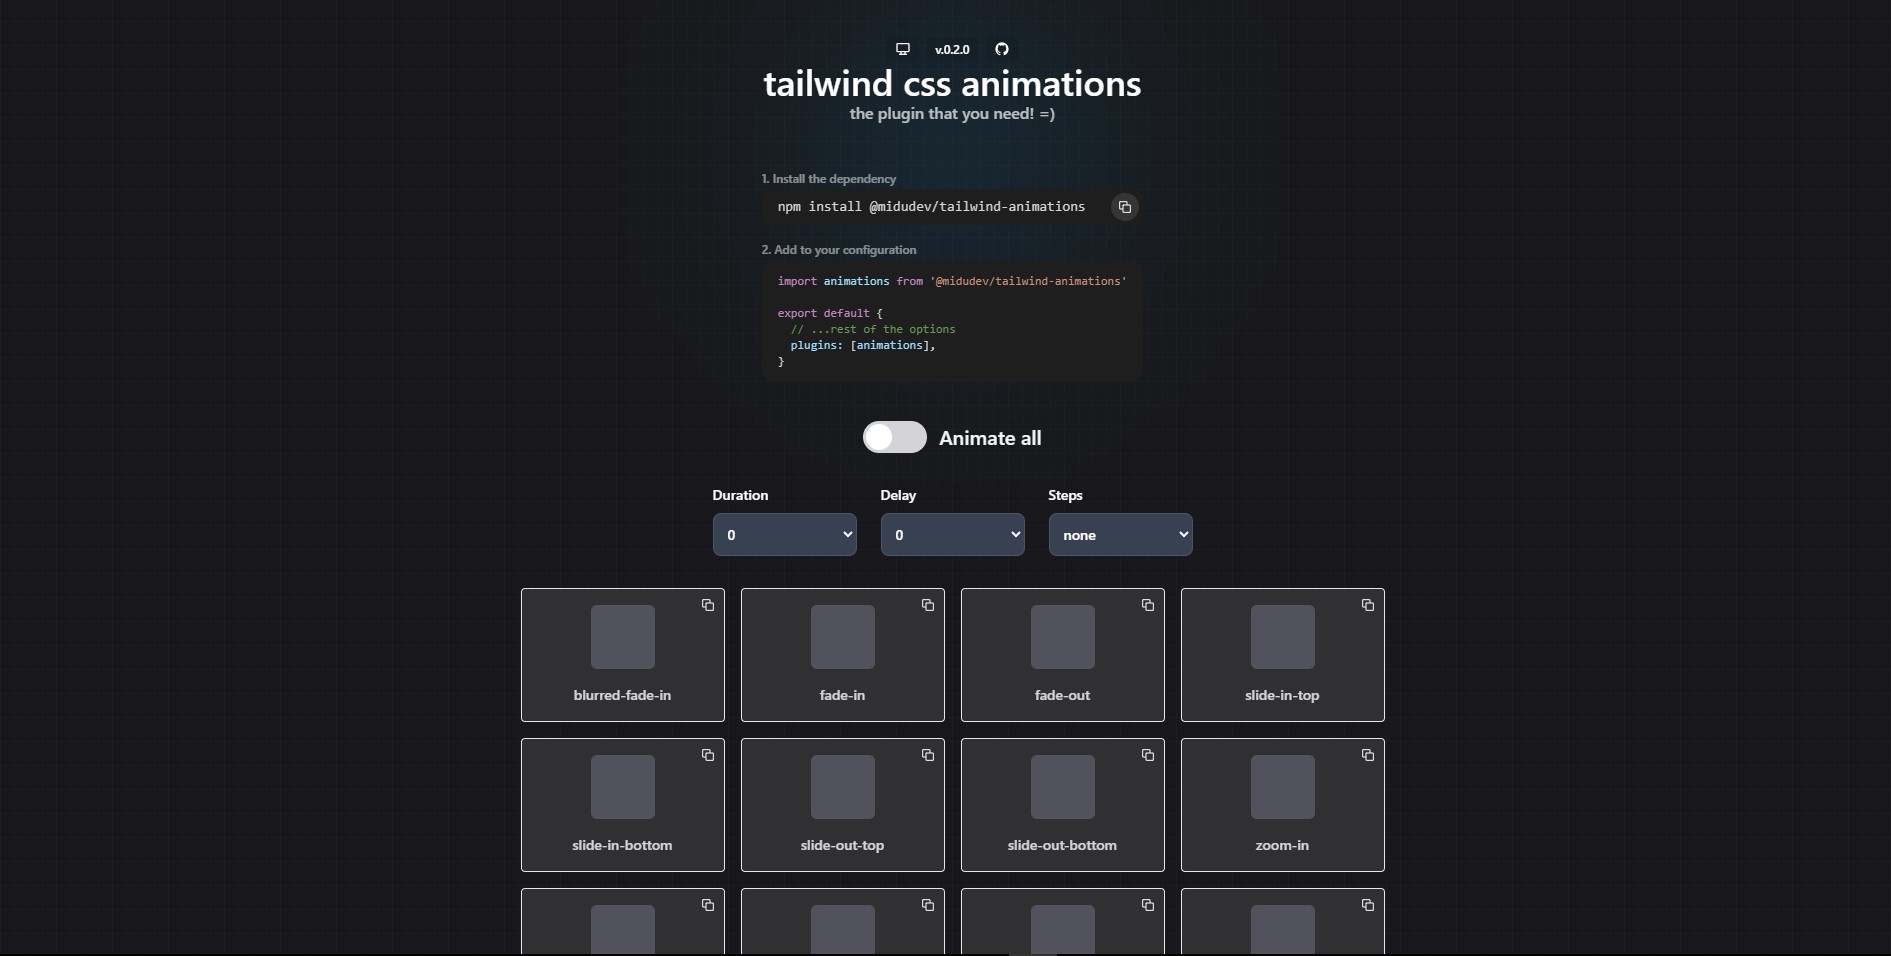 v.0.2.0
tailwind css animations
the plugin that you need! =)
1. Install the dependency
npm install @midudev/tailwind-animations
2. Add to your configuration
import animations from '@midudev/tailwind-animations'
export default {
  // ...rest of the options
  plugins: [animations],
}
Animate all
Duration Delay Steps
0 0 none
blurred-fade-in fade-in fade-out slide-in-top
slide-in-bottom slide-out-top slide-out-bottom zoom-in